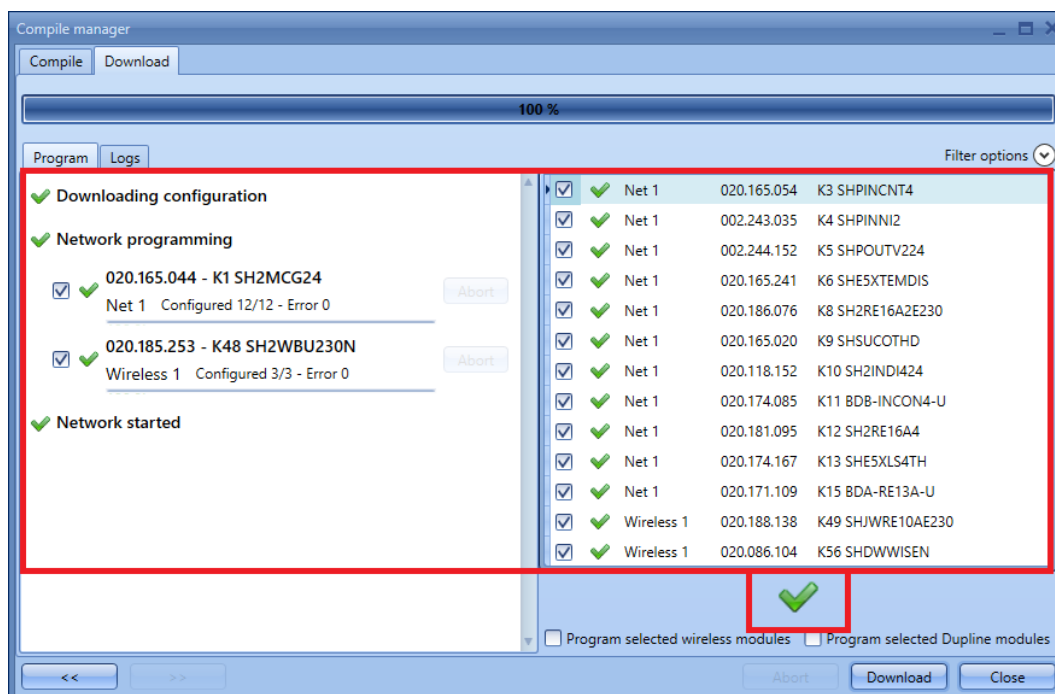 Compile manager
Compile Download
100 %
Program Logs
Filter options
Downloading configuration
Network programming
020.165.044 - K1 SH2MCG24
Net 1 Configured 12/12 - Error 0
Abort
020.185.253 - K48 SH2WBU230N
Wireless 1 Configured 3/3 - Error 0
Abort
Network started
Net 1 020.165.054 K3 SHPINCNT4
Net 1 002.243.035 K4 SHPINNI2
Net 1 002.244.152 K5 SHPOUTV224
Net 1 020.165.241 K6 SHE5XTEMDIS
Net 1 020.186.076 K8 SH2RE16A2E230
Net 1 020.165.020 K9 SHSUCOTHD
Net 1 020.118.152 K10 SH2INDI424
Net 1 020.174.085 K11 BDB-INCON4-U
Net 1 020.181.095 K12 SH2RE16A4
Net 1 020.174.167 K13 SHE5XLS4TH
Net 1 020.171.109 K15 BDA-RE13A-U
Wireless 1 020.188.138 K49 SHJWRE10AE230
Wireless 1 020.086.104 K56 SHDWWISEN
Program selected wireless modules Program selected Dupline modules
<< >> Abort Download Close